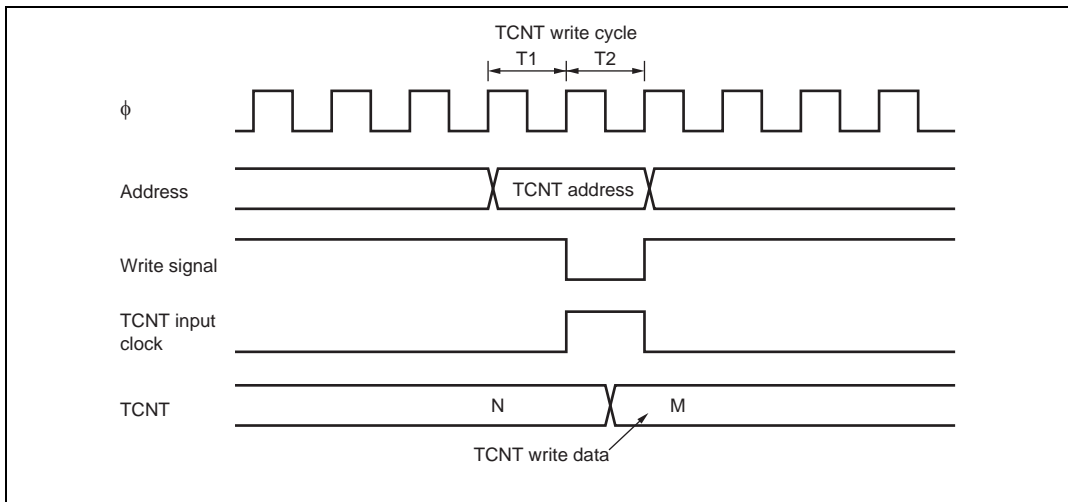 TCNT write cycle
T1 T2
ϕ
Address
TCNT address
Write signal
TCNT input
clock
TCNT
N
M
TCNT write data